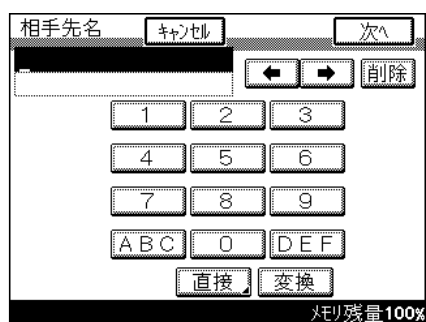 相手先名 ｷｬﾝｾﾙ 次へ
← → 削除
1 2 3
4 5 6
7 8 9
ＡＢＣ 0 ＤＥＦ
直接 変換
ﾒﾓﾘ残量100%